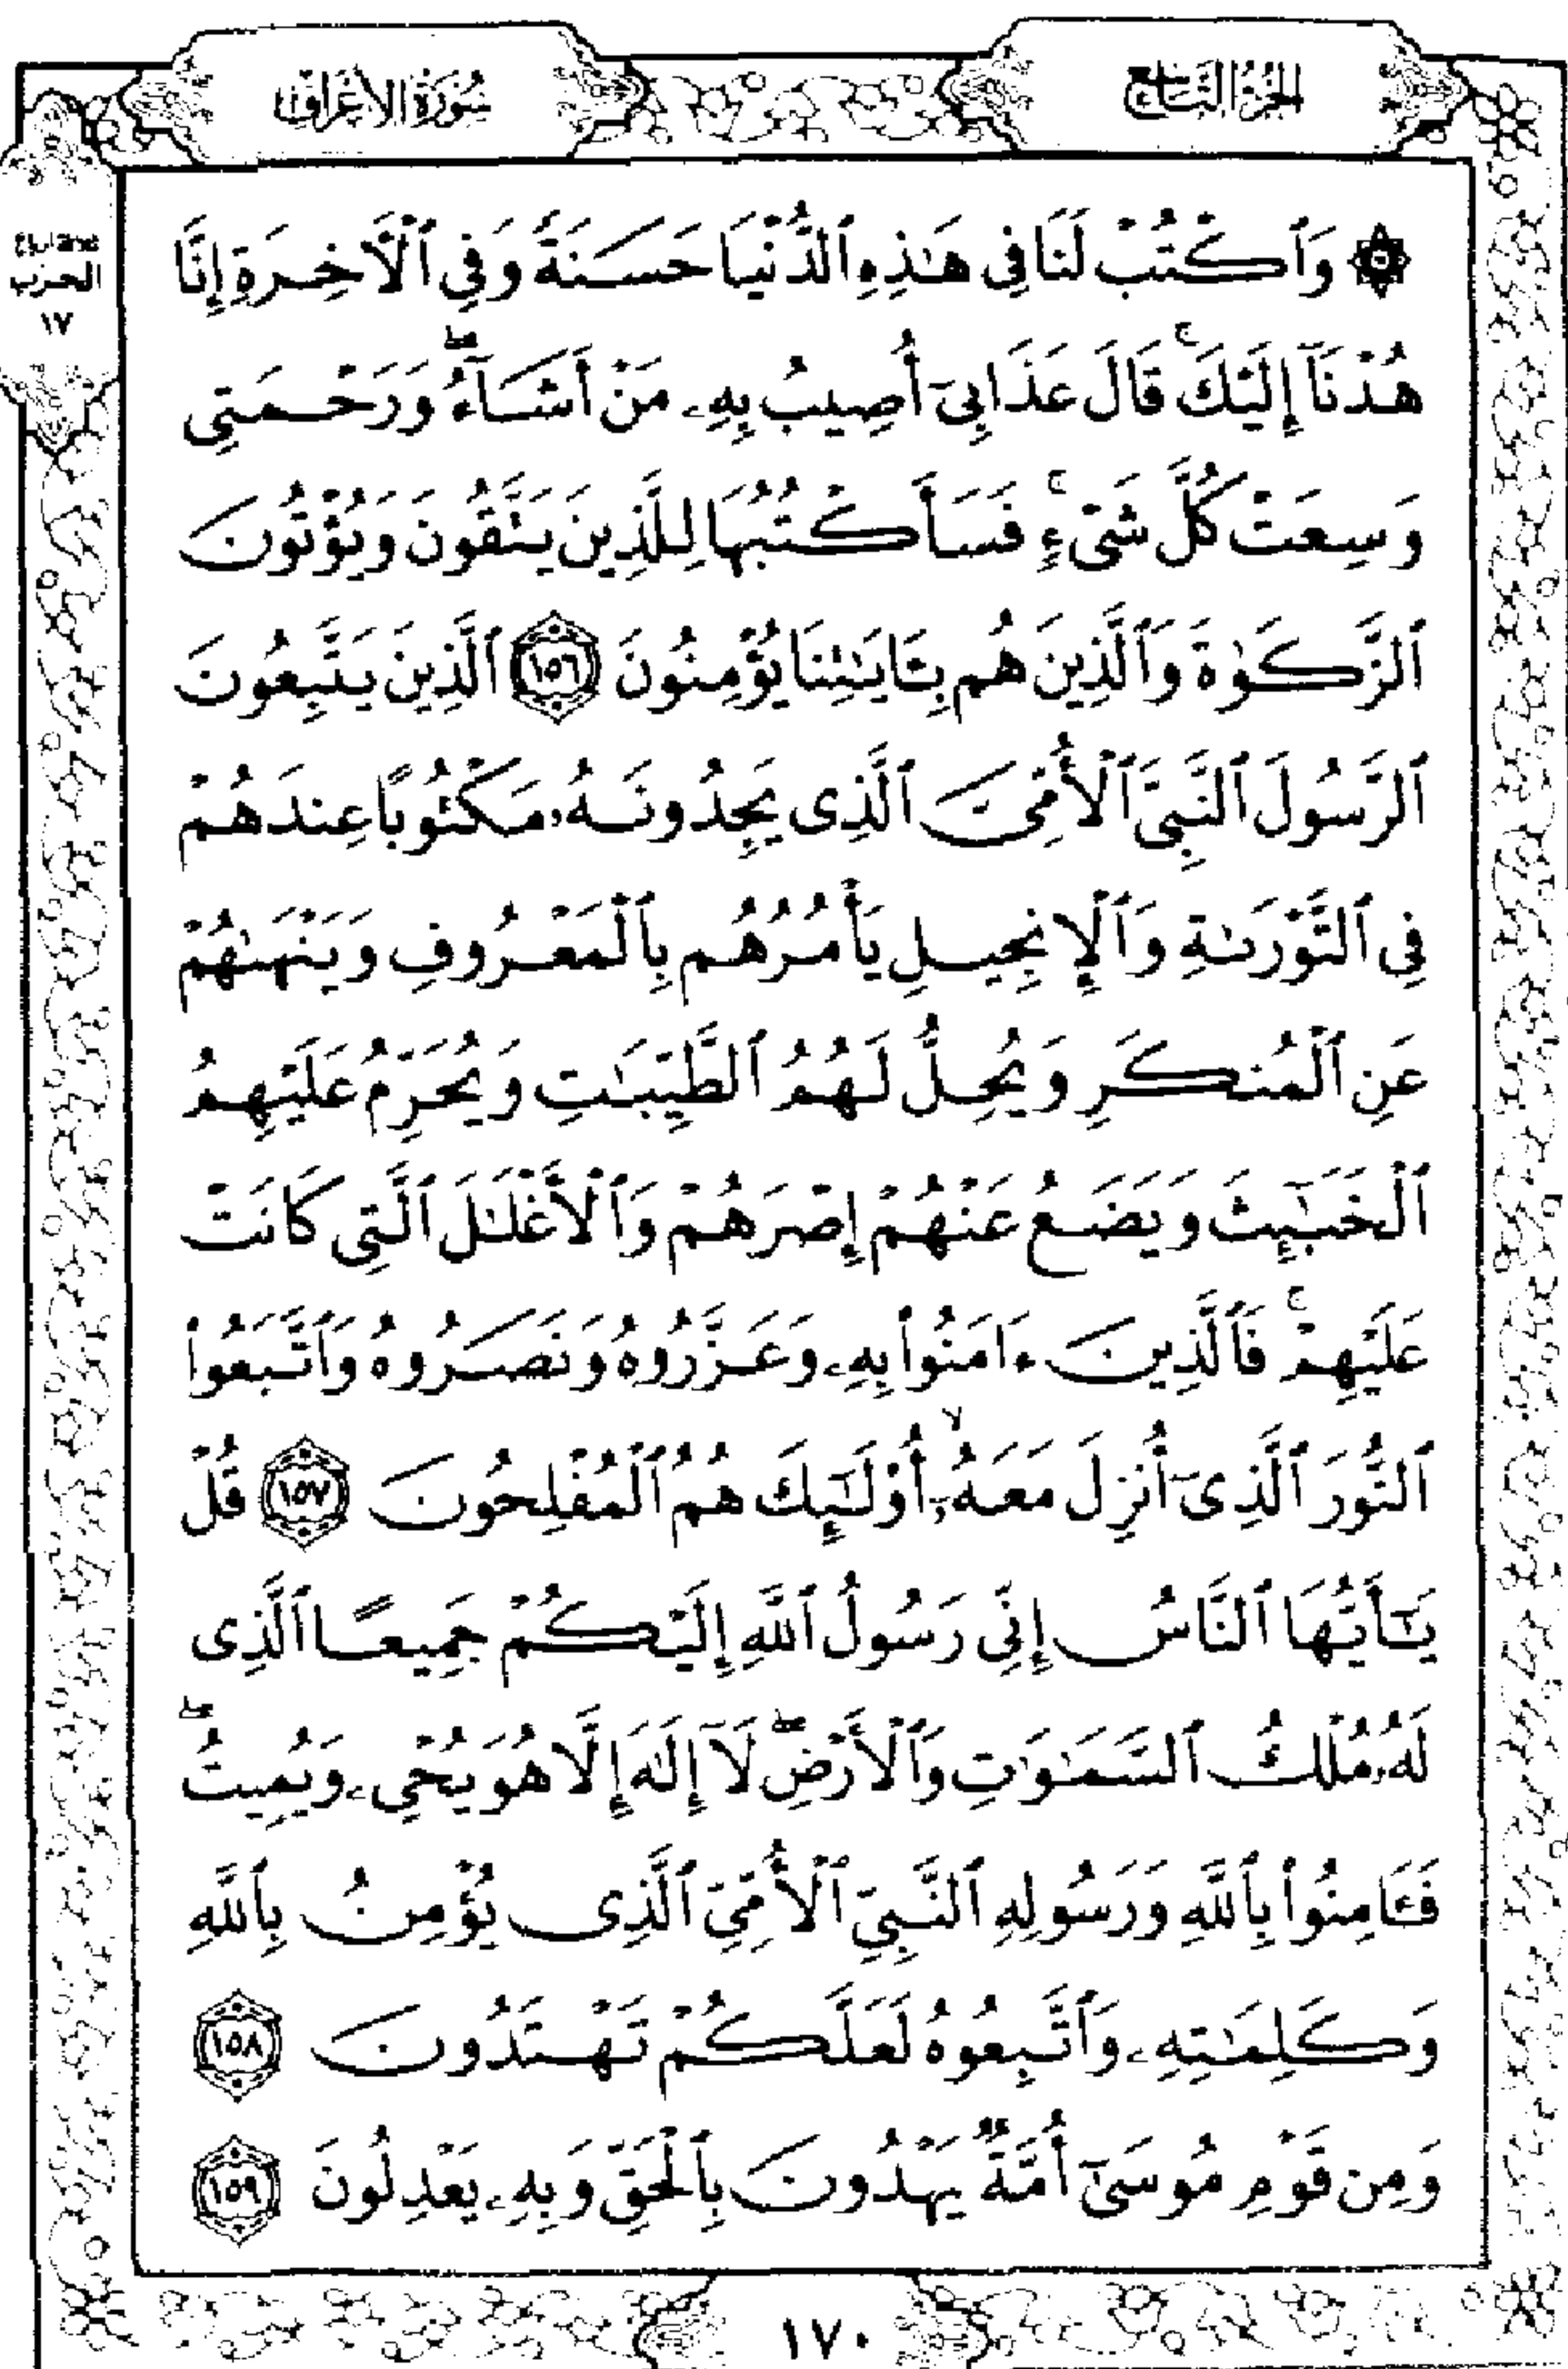 الجزء التاسع
سورة الأعراف
الحزب
١٧
۞ وَٱكْتُبْ لَنَا فِى هَٰذِهِ ٱلدُّنْيَا حَسَنَةً وَفِى ٱلْأَخِرَةِ إِنَّا
هُدْنَآ إِلَيْكَ ۚ قَالَ عَذَابِىٓ أُصِيبُ بِهِۦ مَنْ أَشَآءُ ۖ وَرَحْمَتِى
وَسِعَتْ كُلَّ شَىْءٍ ۚ فَسَأَكْتُبُهَا لِلَّذِينَ يَتَّقُونَ وَيُؤْتُونَ
ٱلزَّكَوٰةَ وَٱلَّذِينَ هُم بِـَٔايَـٰتِنَا يُؤْمِنُونَ ١٥٦ ٱلَّذِينَ يَتَّبِعُونَ
ٱلرَّسُولَ ٱلنَّبِىَّ ٱلْأُمِّىَّ ٱلَّذِى يَجِدُونَهُۥ مَكْتُوبًا عِندَهُمْ
فِى ٱلتَّوْرَىٰةِ وَٱلْإِنجِيلِ يَأْمُرُهُم بِٱلْمَعْرُوفِ وَيَنْهَىٰهُمْ
عَنِ ٱلْمُنكَرِ وَيُحِلُّ لَهُمُ ٱلطَّيِّبَـٰتِ وَيُحَرِّمُ عَلَيْهِمُ
ٱلْخَبَـٰٓئِثَ وَيَضَعُ عَنْهُمْ إِصْرَهُمْ وَٱلْأَغْلَـٰلَ ٱلَّتِى كَانَتْ
عَلَيْهِمْ ۚ فَٱلَّذِينَ ءَامَنُوا۟ بِهِۦ وَعَزَّرُوهُ وَنَصَرُوهُ وَٱتَّبَعُوا۟
ٱلنُّورَ ٱلَّذِىٓ أُنزِلَ مَعَهُۥٓ ۙ أُو۟لَـٰٓئِكَ هُمُ ٱلْمُفْلِحُونَ ١٥٧ قُلْ
يَـٰٓأَيُّهَا ٱلنَّاسُ إِنِّى رَسُولُ ٱللَّهِ إِلَيْكُمْ جَمِيعًا ٱلَّذِى
لَهُۥ مُلْكُ ٱلسَّمَـٰوَٰتِ وَٱلْأَرْضِ ۖ لَآ إِلَـٰهَ إِلَّا هُوَ يُحْىِۦ وَيُمِيتُ ۖ
فَـَٔامِنُوا۟ بِٱللَّهِ وَرَسُولِهِ ٱلنَّبِىِّ ٱلْأُمِّىِّ ٱلَّذِى يُؤْمِنُ بِٱللَّهِ
وَكَلِمَـٰتِهِۦ وَٱتَّبِعُوهُ لَعَلَّكُمْ تَهْتَدُونَ ١٥٨
وَمِن قَوْمِ مُوسَىٰٓ أُمَّةٌ يَهْدُونَ بِٱلْحَقِّ وَبِهِۦ يَعْدِلُونَ ١٥٩
١٧٠